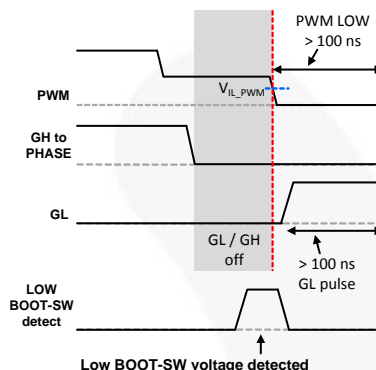 PWM LOW
> 100 ns
V_IL_PWM
PWM
GH to
PHASE
GL
GL / GH
off
> 100 ns
GL pulse
LOW
BOOT-SW
detect
Low BOOT-SW voltage detected